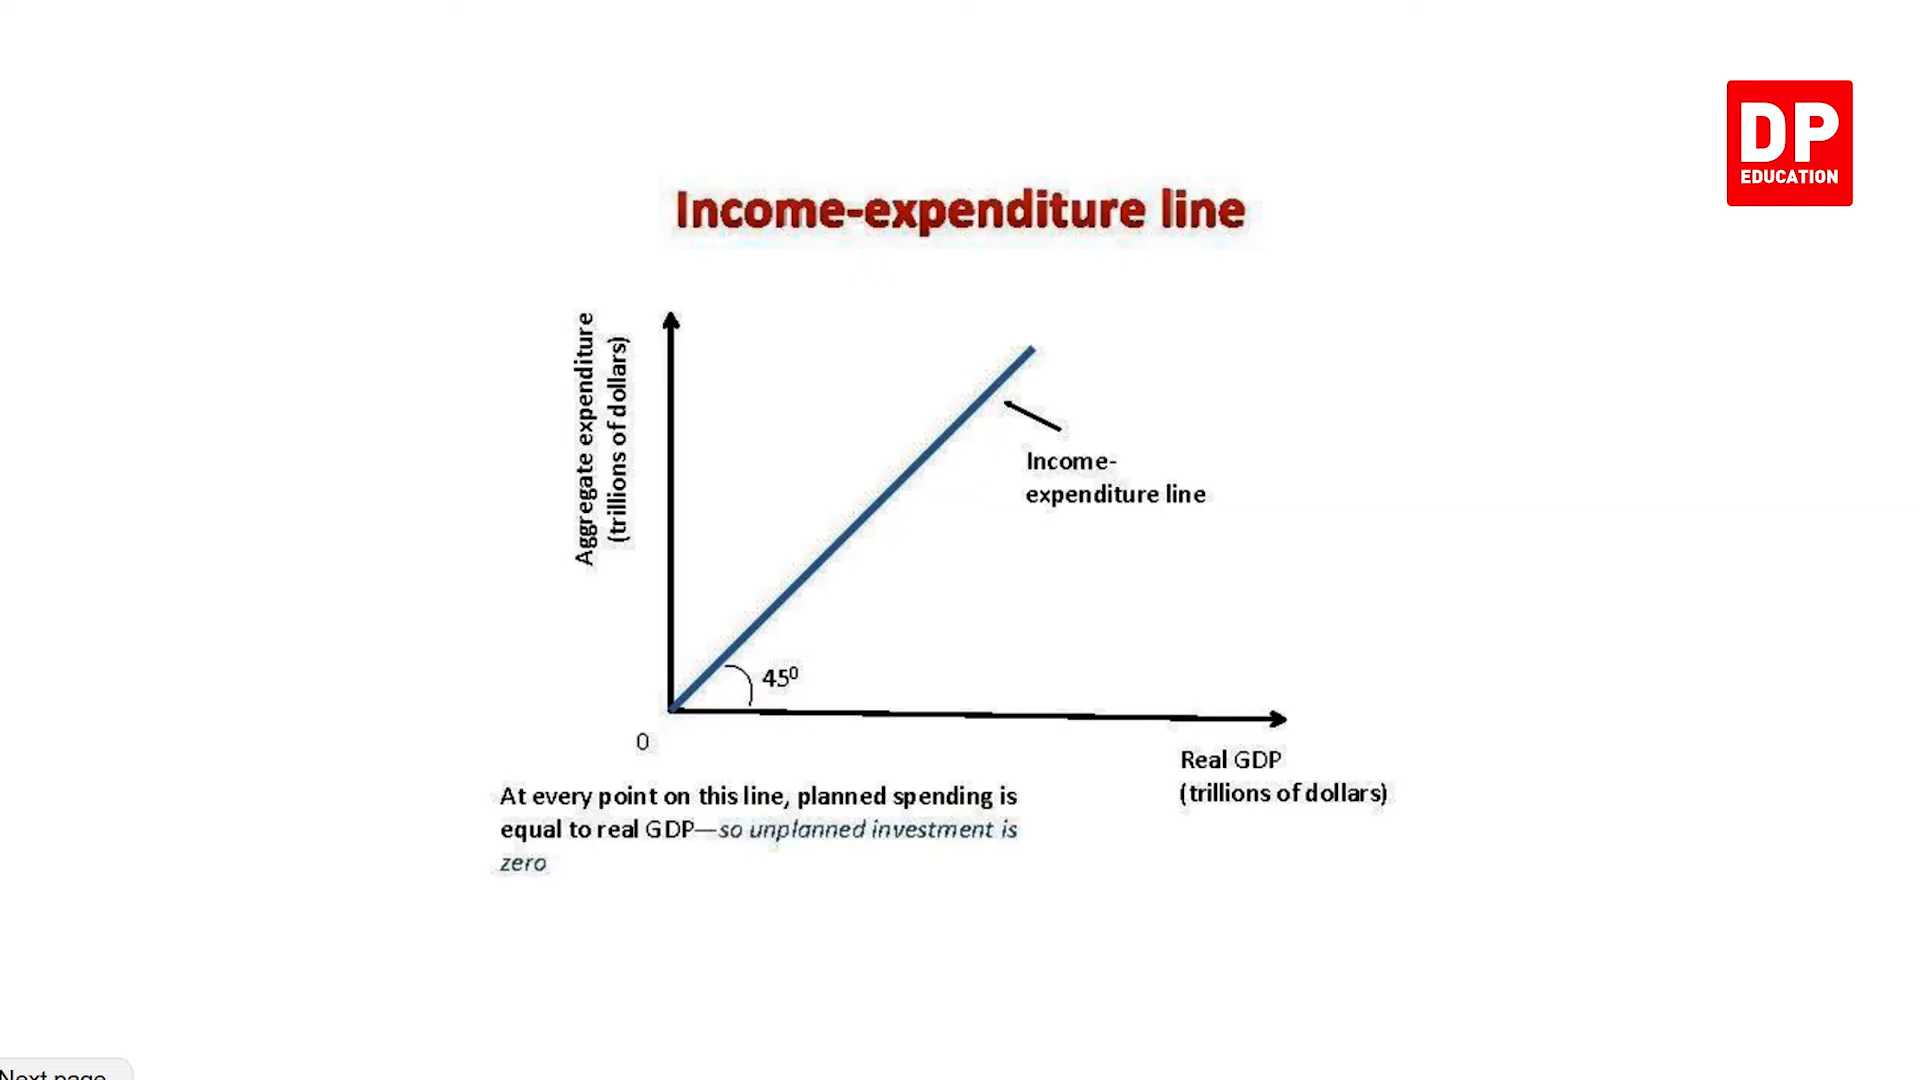 DP
EDUCATION
Income-expenditure line
Aggregate expenditure
(trillions of dollars)
Income-
expenditure line
45⁰
0
Real GDP
(trillions of dollars)
At every point on this line, planned spending is
equal to real GDP—so unplanned investment is
zero
Next page